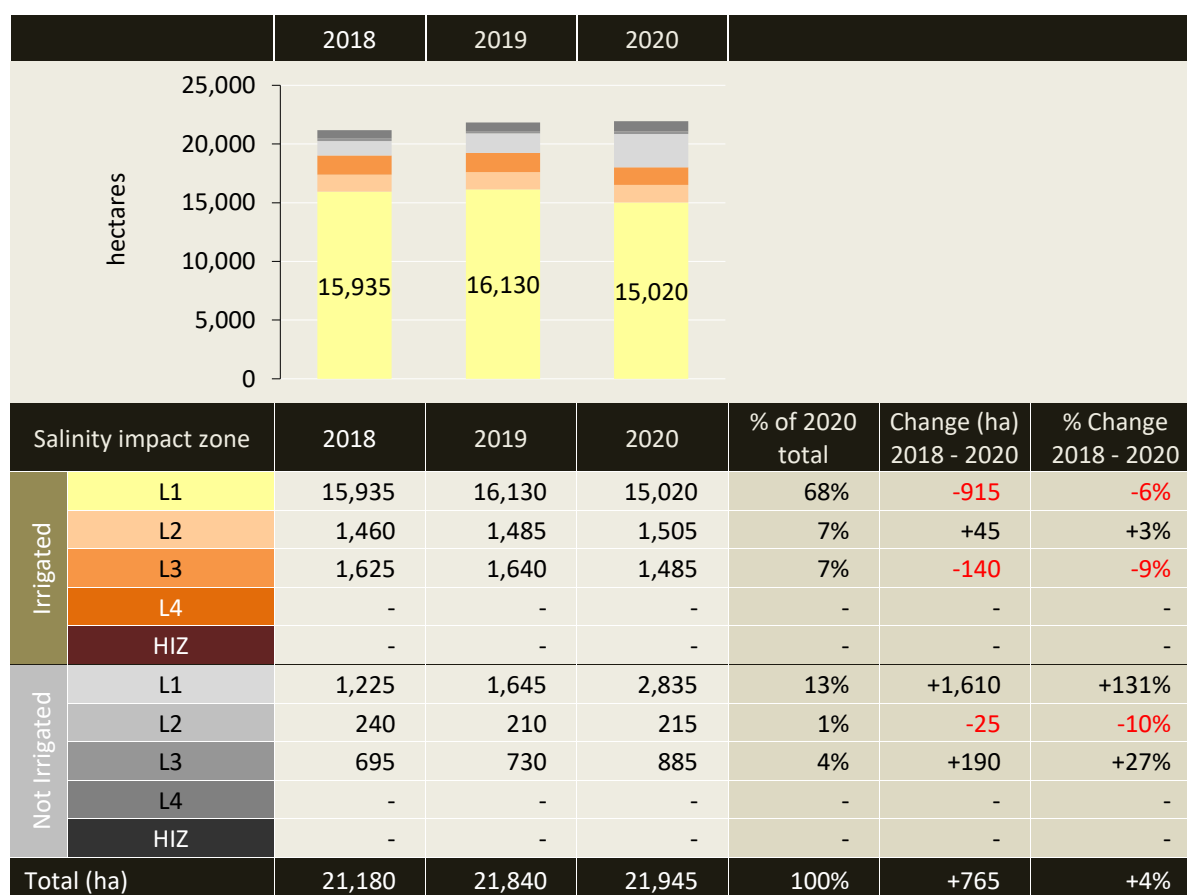 2018 2019 2020
25,000
20,000
15,000
10,000
5,000
0
hectares
15,935 16,130 15,020
Salinity impact zone 2018 2019 2020 % of 2020 total Change (ha) 2018 - 2020 % Change 2018 - 2020
Irrigated
L1 15,935 16,130 15,020 68% -915 -6%
L2 1,460 1,485 1,505 7% +45 +3%
L3 1,625 1,640 1,485 7% -140 -9%
L4 - - - - - -
HIZ - - - - - -
Not Irrigated
L1 1,225 1,645 2,835 13% +1,610 +131%
L2 240 210 215 1% -25 -10%
L3 695 730 885 4% +190 +27%
L4 - - - - - -
HIZ - - - - - -
Total (ha) 21,180 21,840 21,945 100% +765 +4%